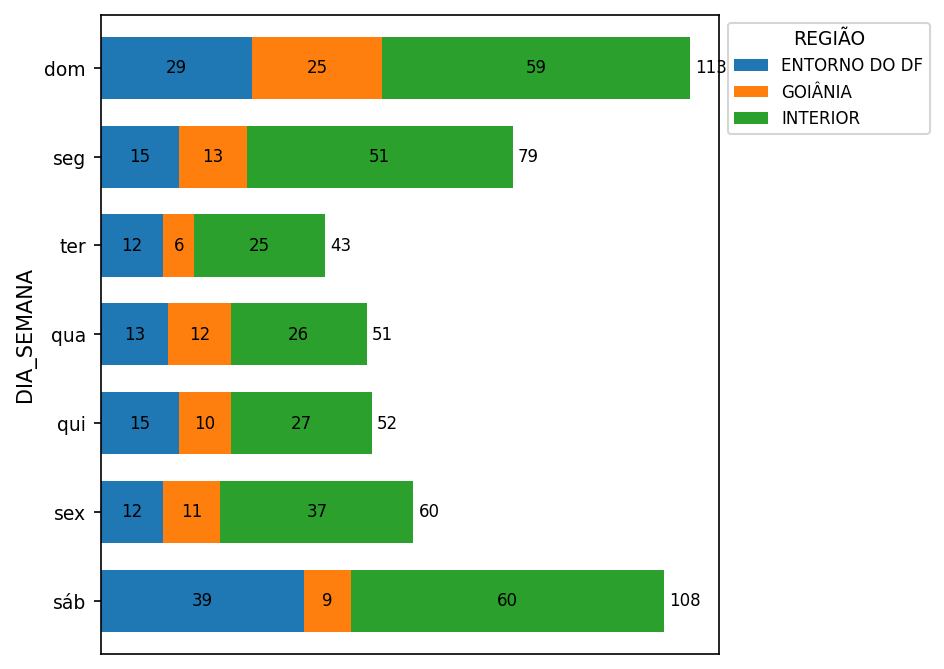 REGIÃO
ENTORNO DO DF
GOIÂNIA
INTERIOR
DIA_SEMANA
dom 29 25 59 113
seg 15 13 51 79
ter 12 6 25 43
qua 13 12 26 51
qui 15 10 27 52
sex 12 11 37 60
sáb 39 9 60 108